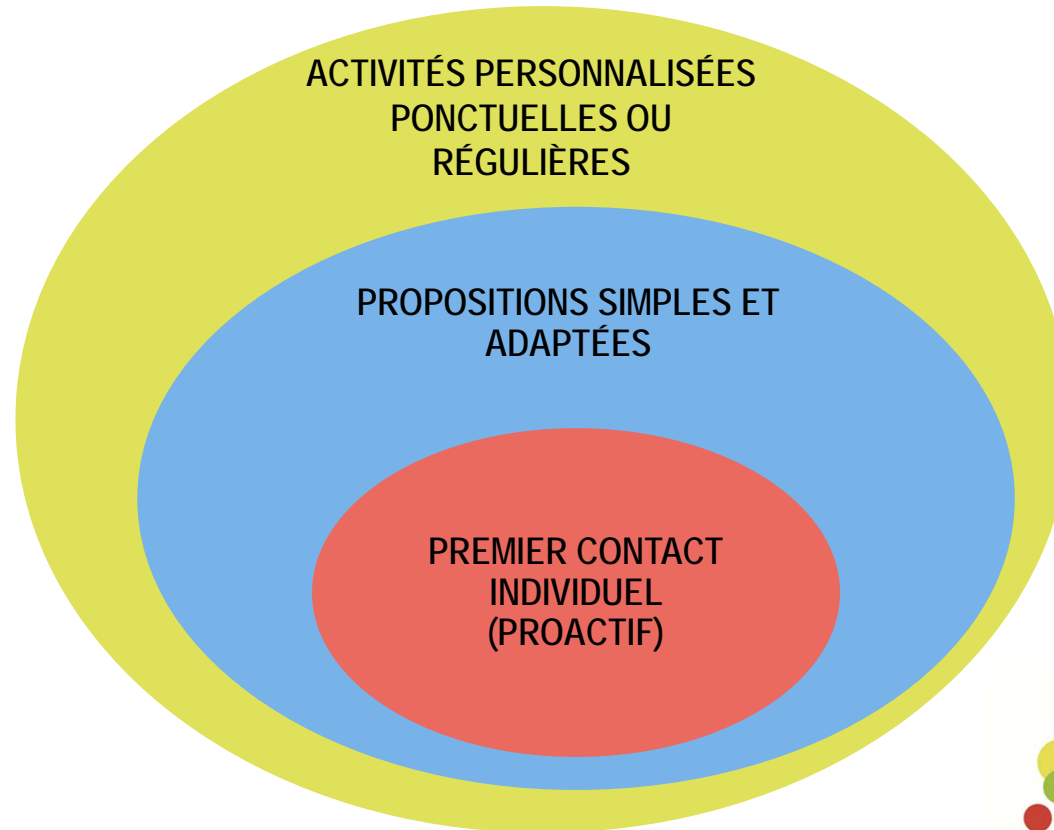 ACTIVITÉS PERSONNALISÉES
PONCTUELLES OU
RÉGULIÈRES
PROPOSITIONS SIMPLES ET
ADAPTÉES
PREMIER CONTACT
INDIVIDUEL
(PROACTIF)